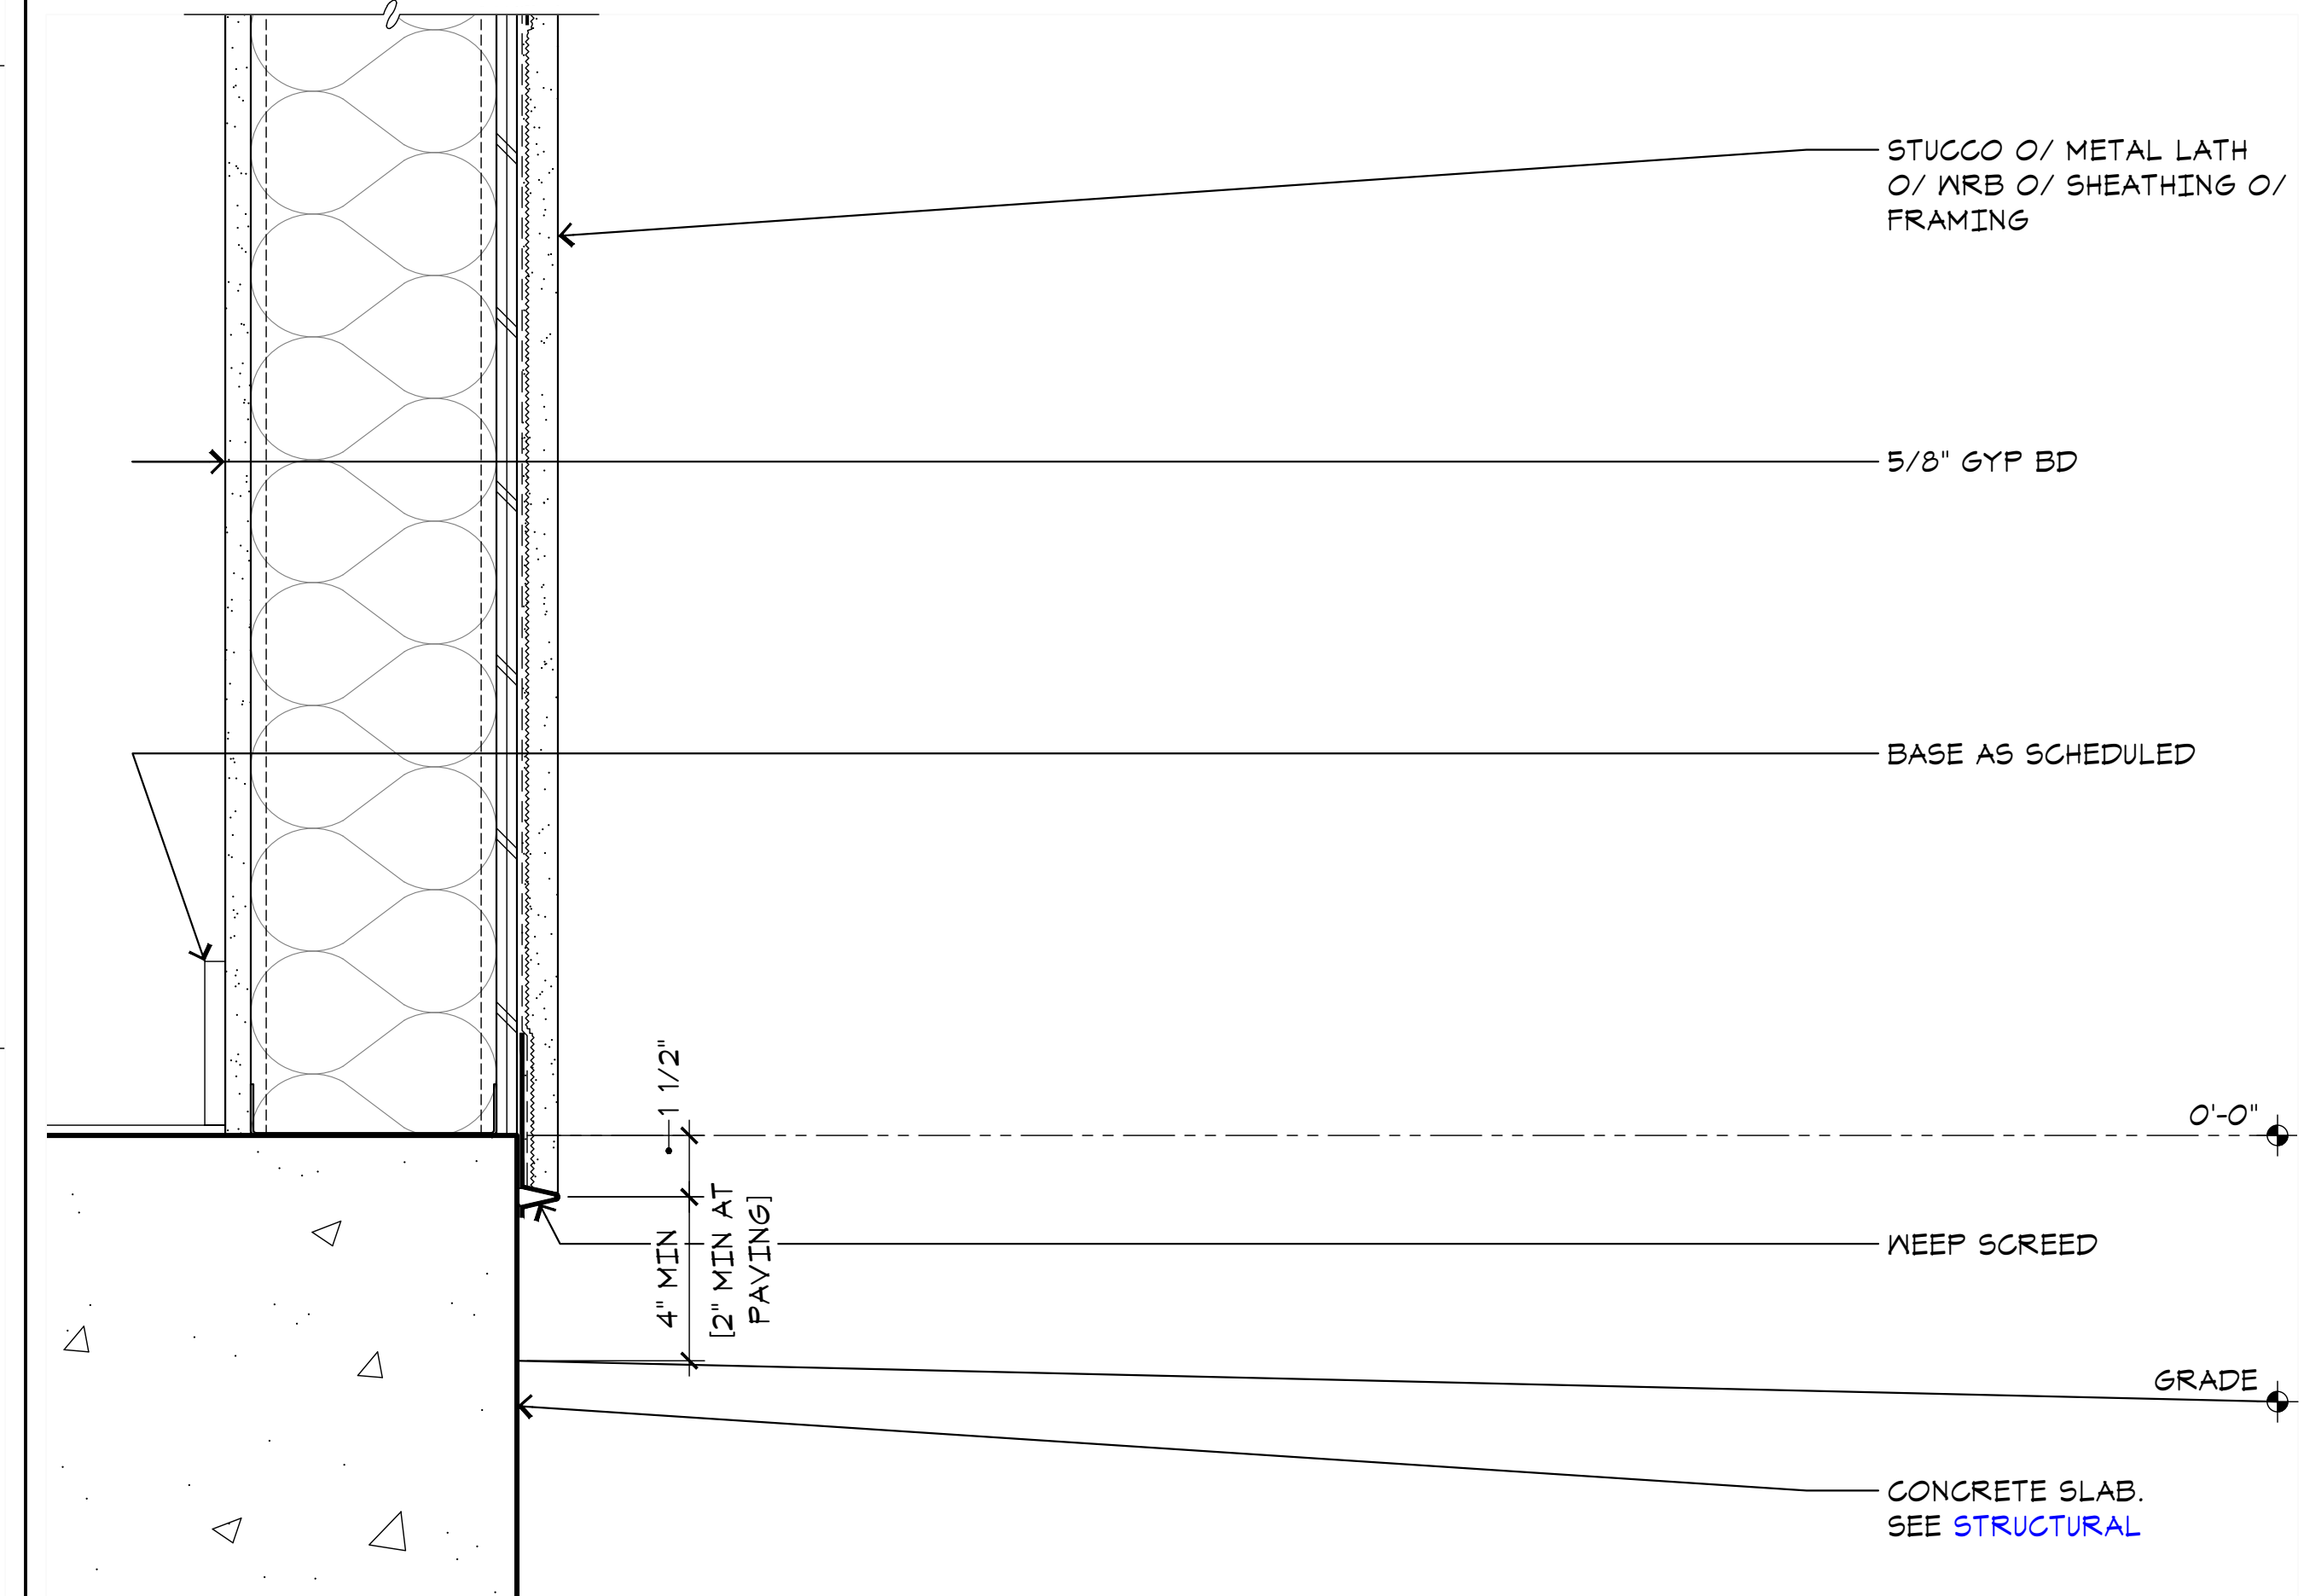 STUCCO O/ METAL LATH
O/ WRB O/ SHEATHING O/
FRAMING
5/8" GYP BD
BASE AS SCHEDULED
1 1/2"
0'-0"
4" MIN
[2" MIN AT
PAVING]
WEEP SCREED
GRADE
CONCRETE SLAB.
SEE STRUCTURAL